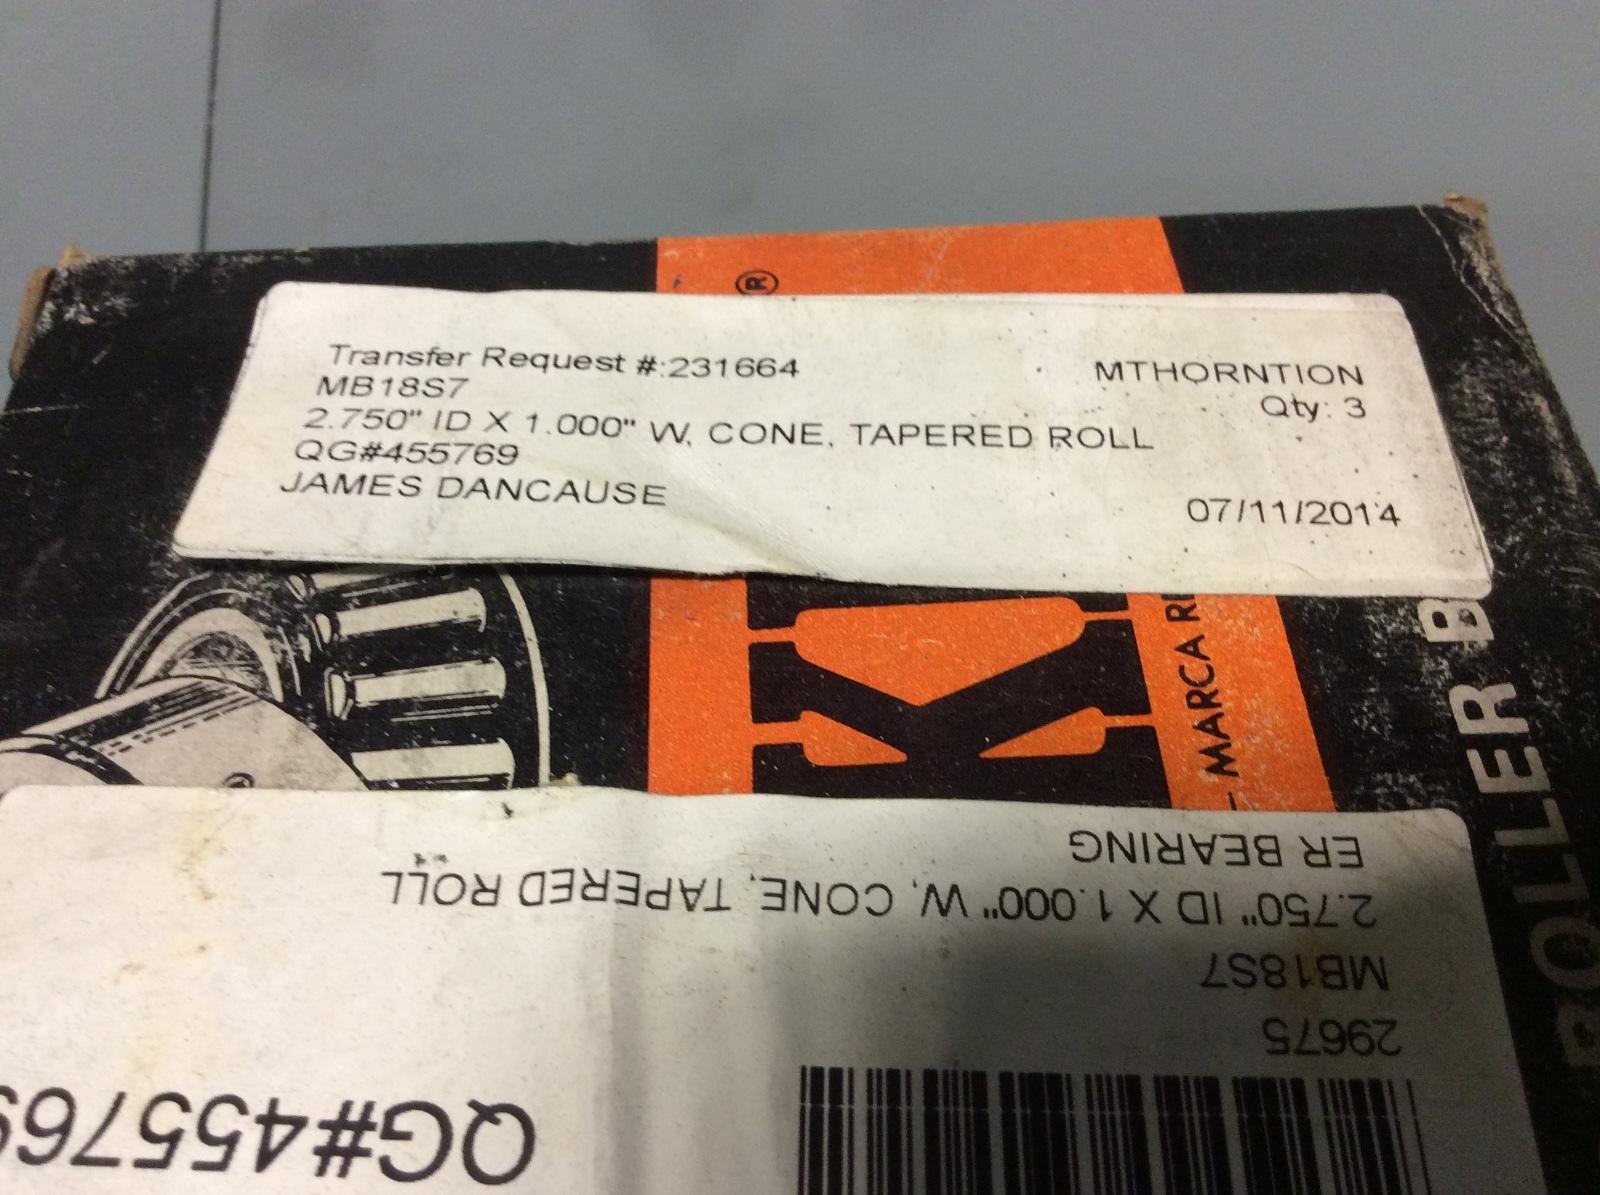 ®
Transfer Request #:231664
MTHORNTION
MB18S7
Qty: 3
2.750" ID X 1.000" W, CONE, TAPERED ROLL
QG#455769
JAMES DANCAUSE
07/11/2014
K
MARCA
ROLLER B
QG#455769
29675
MB18S7
2.750" ID X 1.000" W, CONE, TAPERED ROLL
ER BEARING